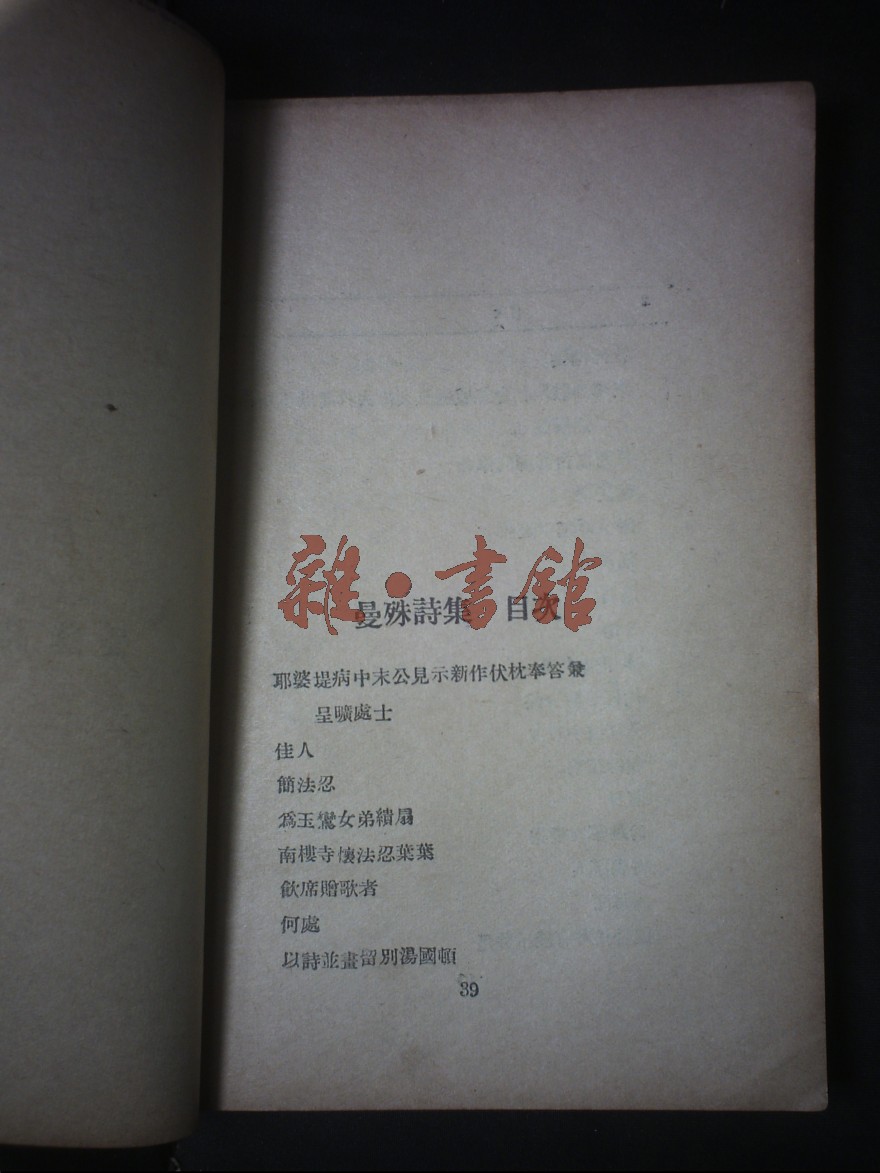 雜·書館
曼殊詩集 目次
耶婆堤病中末公見示新作伏枕奉答兼
呈曠處士
佳人
簡法忍
爲玉鸞女弟繢扇
南樓寺懷法忍葉葉
飲席贈歌者
何處
以詩並畫留別湯國頓
39